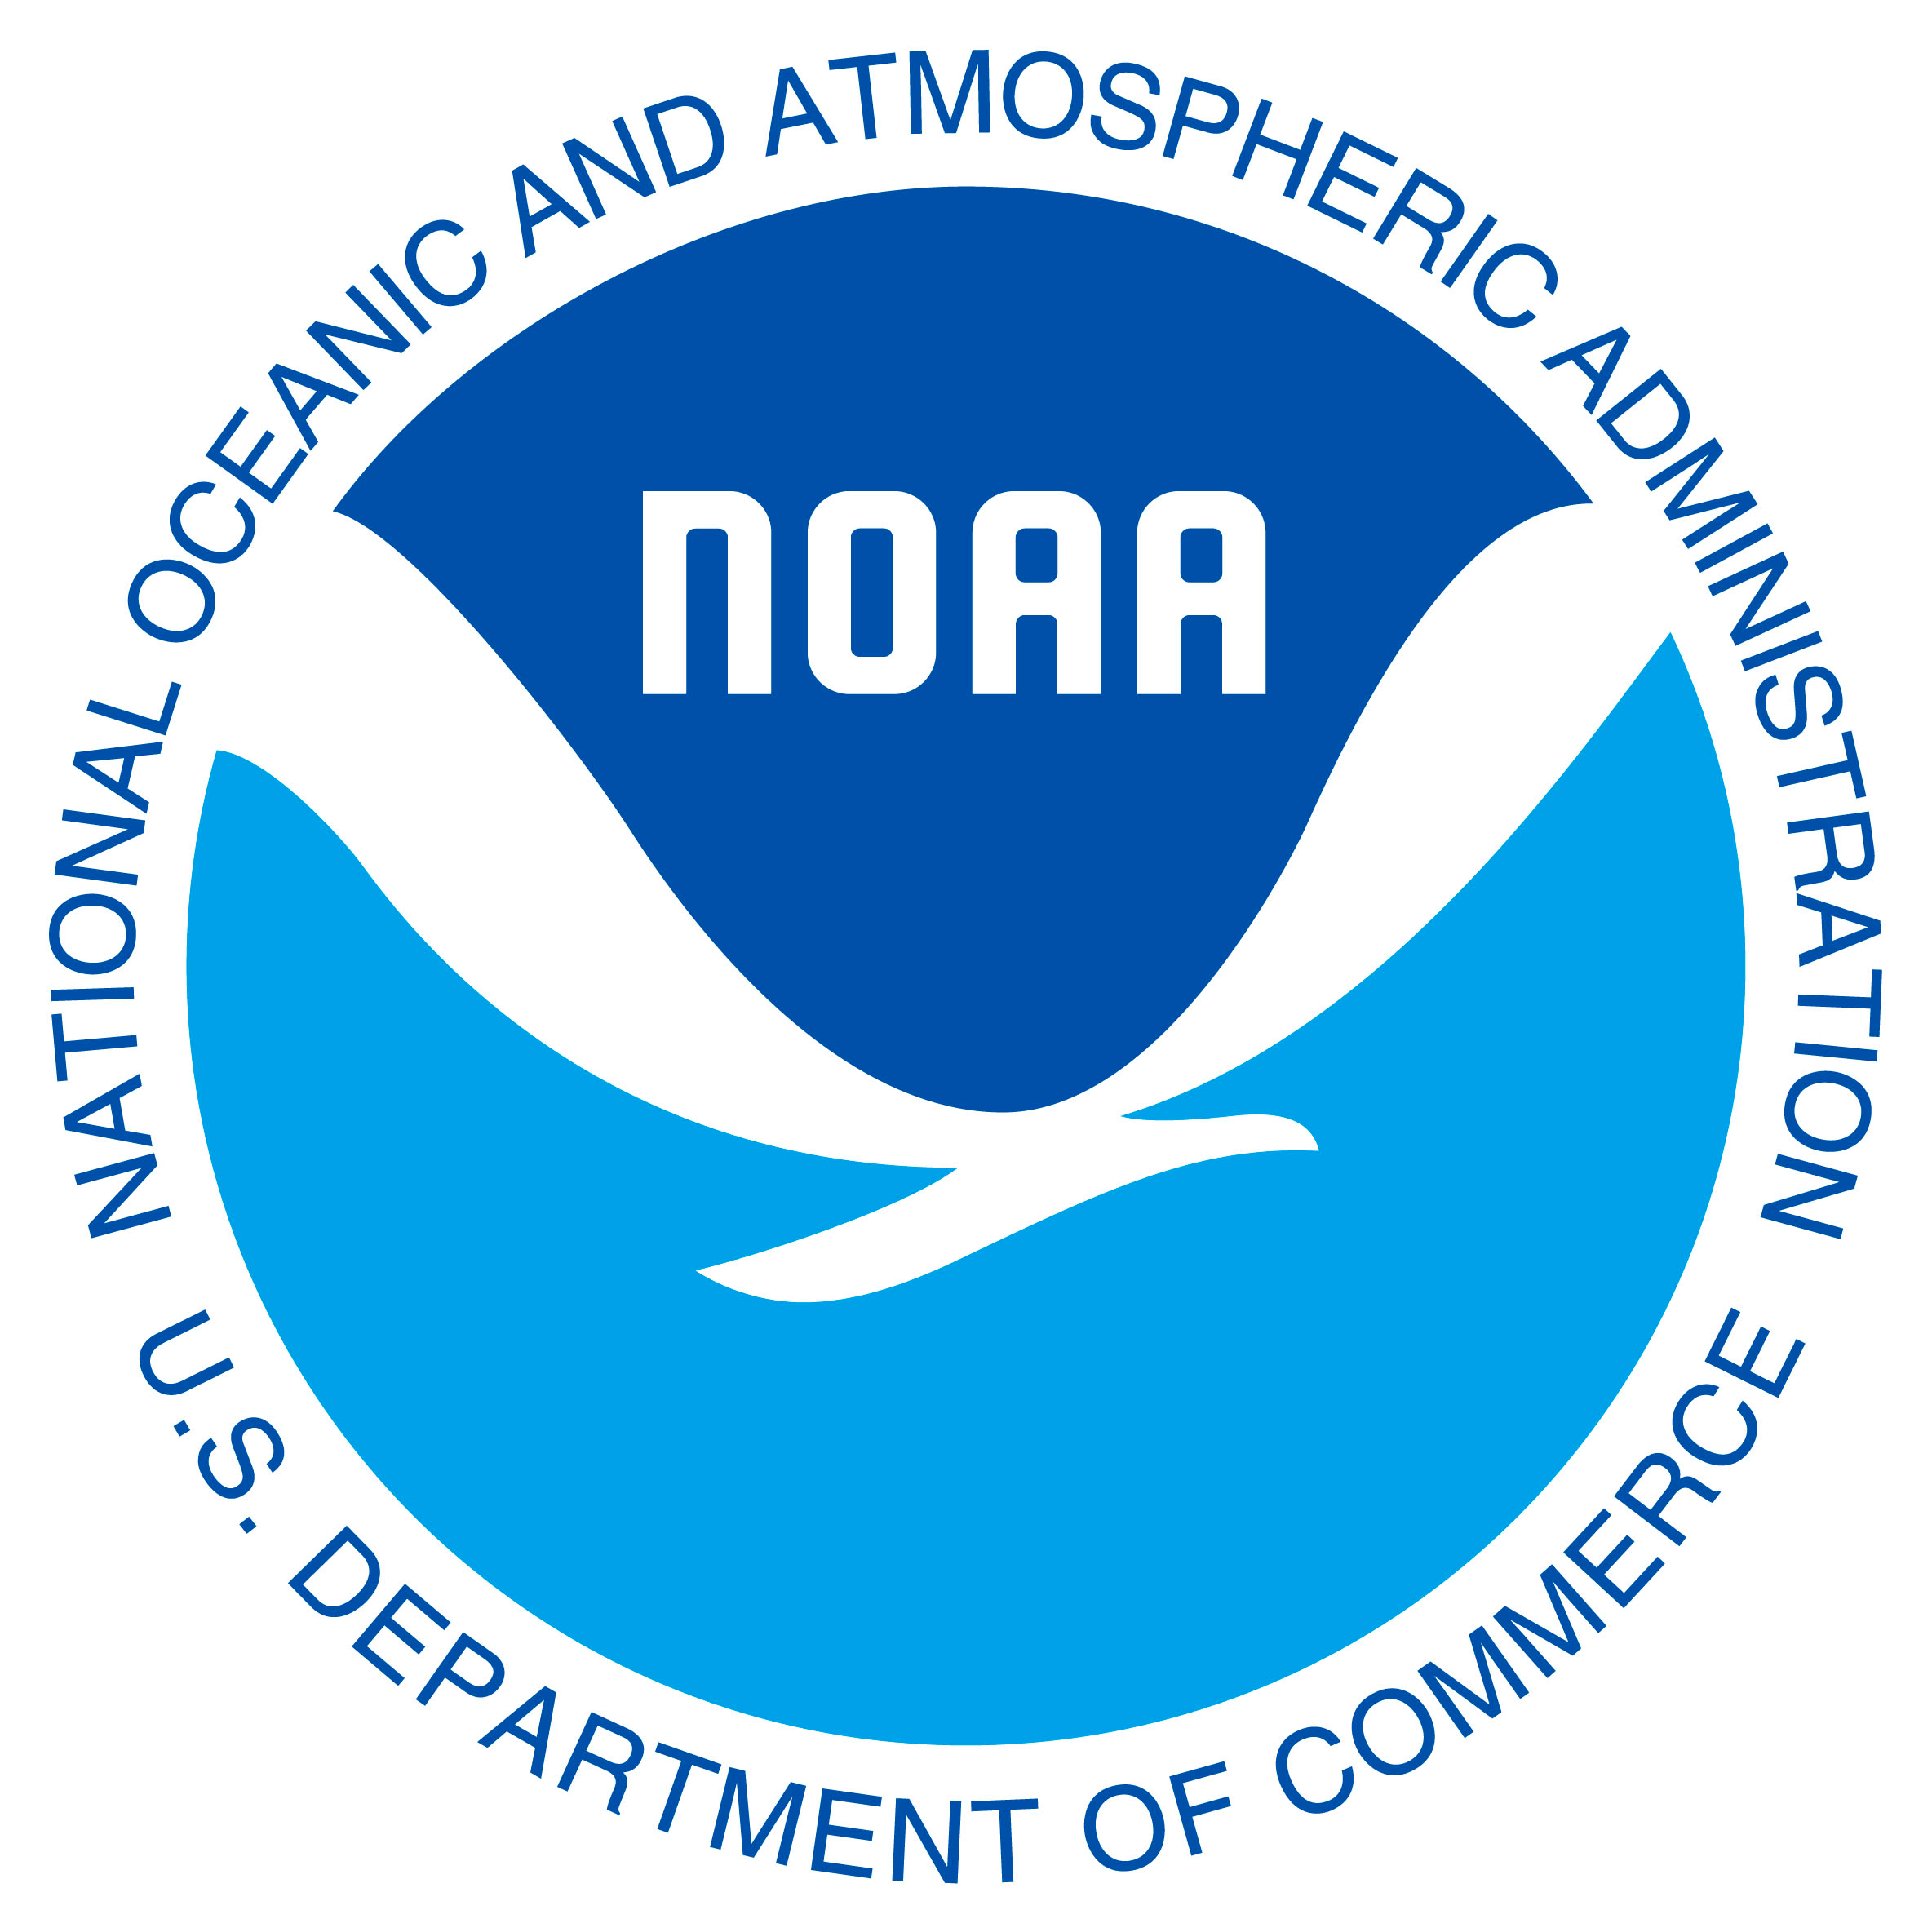 NATIONAL OCEANIC AND ATMOSPHERIC ADMINISTRATION
NOAA
U.S. DEPARTMENT OF COMMERCE